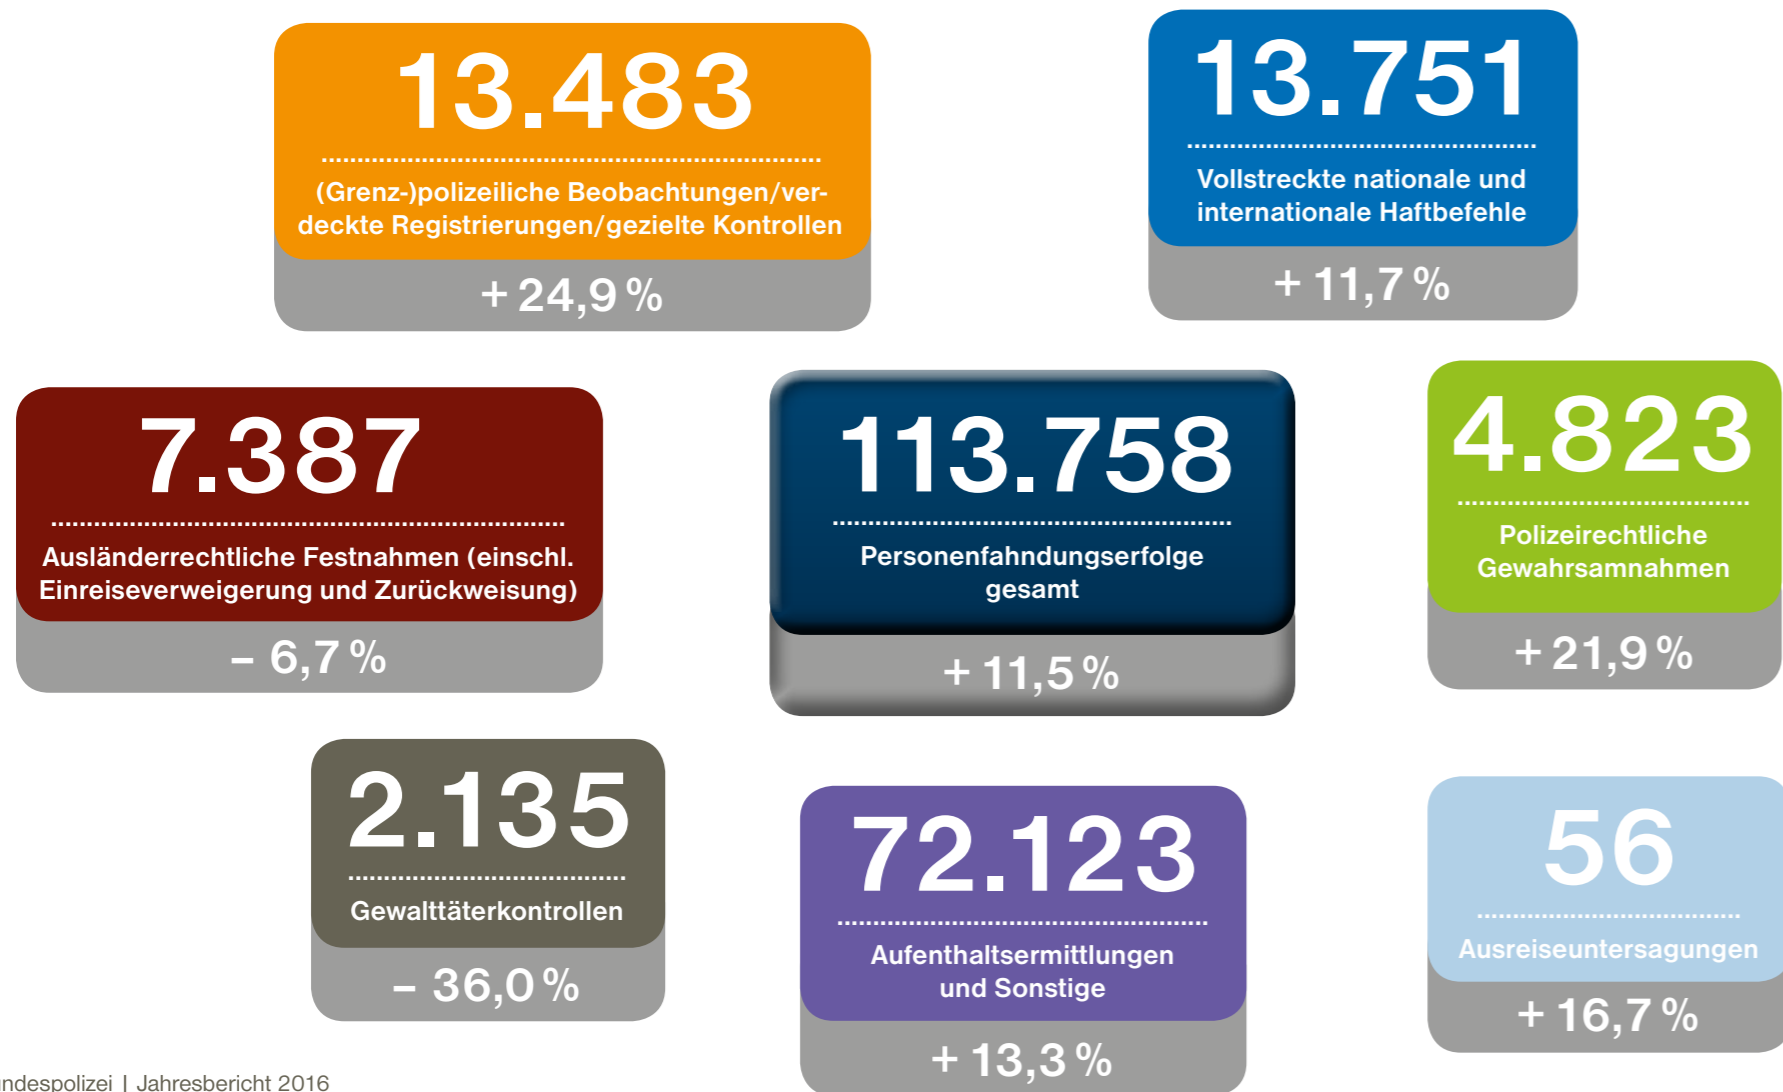 13.483
(Grenz-)polizeiliche Beobachtungen/ver-
deckte Registrierungen/gezielte Kontrollen
+ 24,9 %
13.751
Vollstreckte nationale und
internationale Haftbefehle
+ 11,7 %
7.387
Ausländerrechtliche Festnahmen (einschl.
Einreiseverweigerung und Zurückweisung)
– 6,7 %
113.758
Personenfahndungserfolge
gesamt
+ 11,5 %
4.823
Polizeirechtliche
Gewahrsamnahmen
+ 21,9 %
2.135
Gewalttäterkontrollen
– 36,0 %
72.123
Aufenthaltsermittlungen
und Sonstige
+ 13,3 %
56
Ausreiseuntersagungen
+ 16,7 %
ndespolizei | Jahresbericht 2016